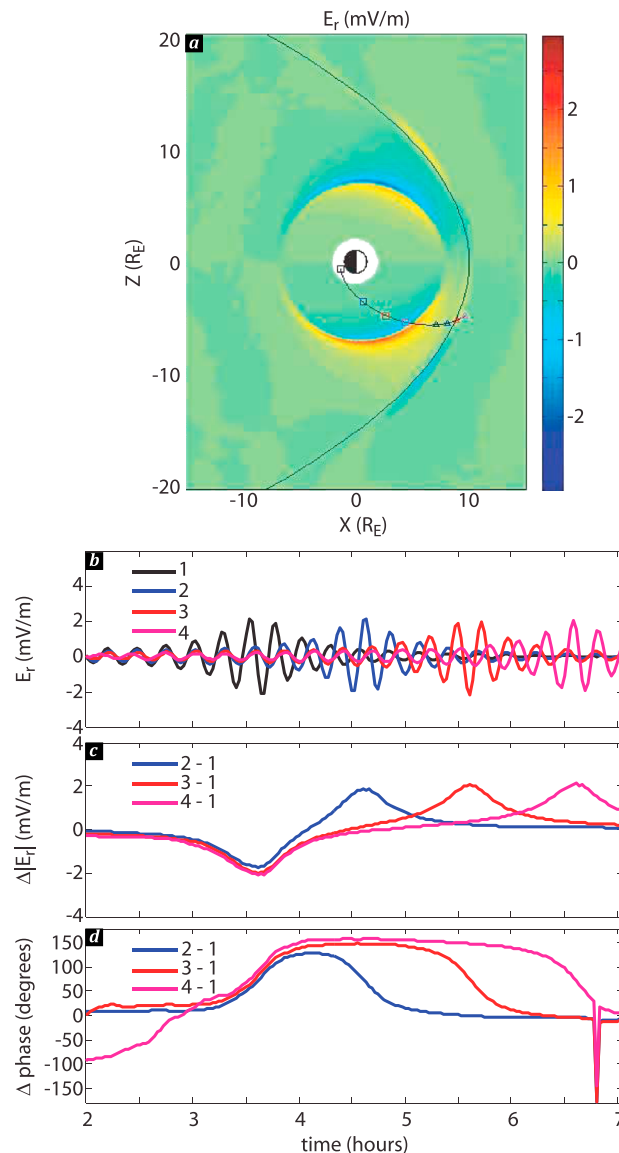 E_r (mV/m)
a
20
10
0
-10
-20
Z (R_E)
-10 0 10
X (R_E)
2
1
0
-1
-2
b
1
2
3
4
4
2
0
-2
-4
E_r (mV/m)
c
2 - 1
3 - 1
4 - 1
4
2
0
-2
-4
Δ|E_r| (mV/m)
d
2 - 1
3 - 1
4 - 1
150
100
50
0
-50
-100
-150
Δ phase (degrees)
2 3 4 5 6 7
time (hours)